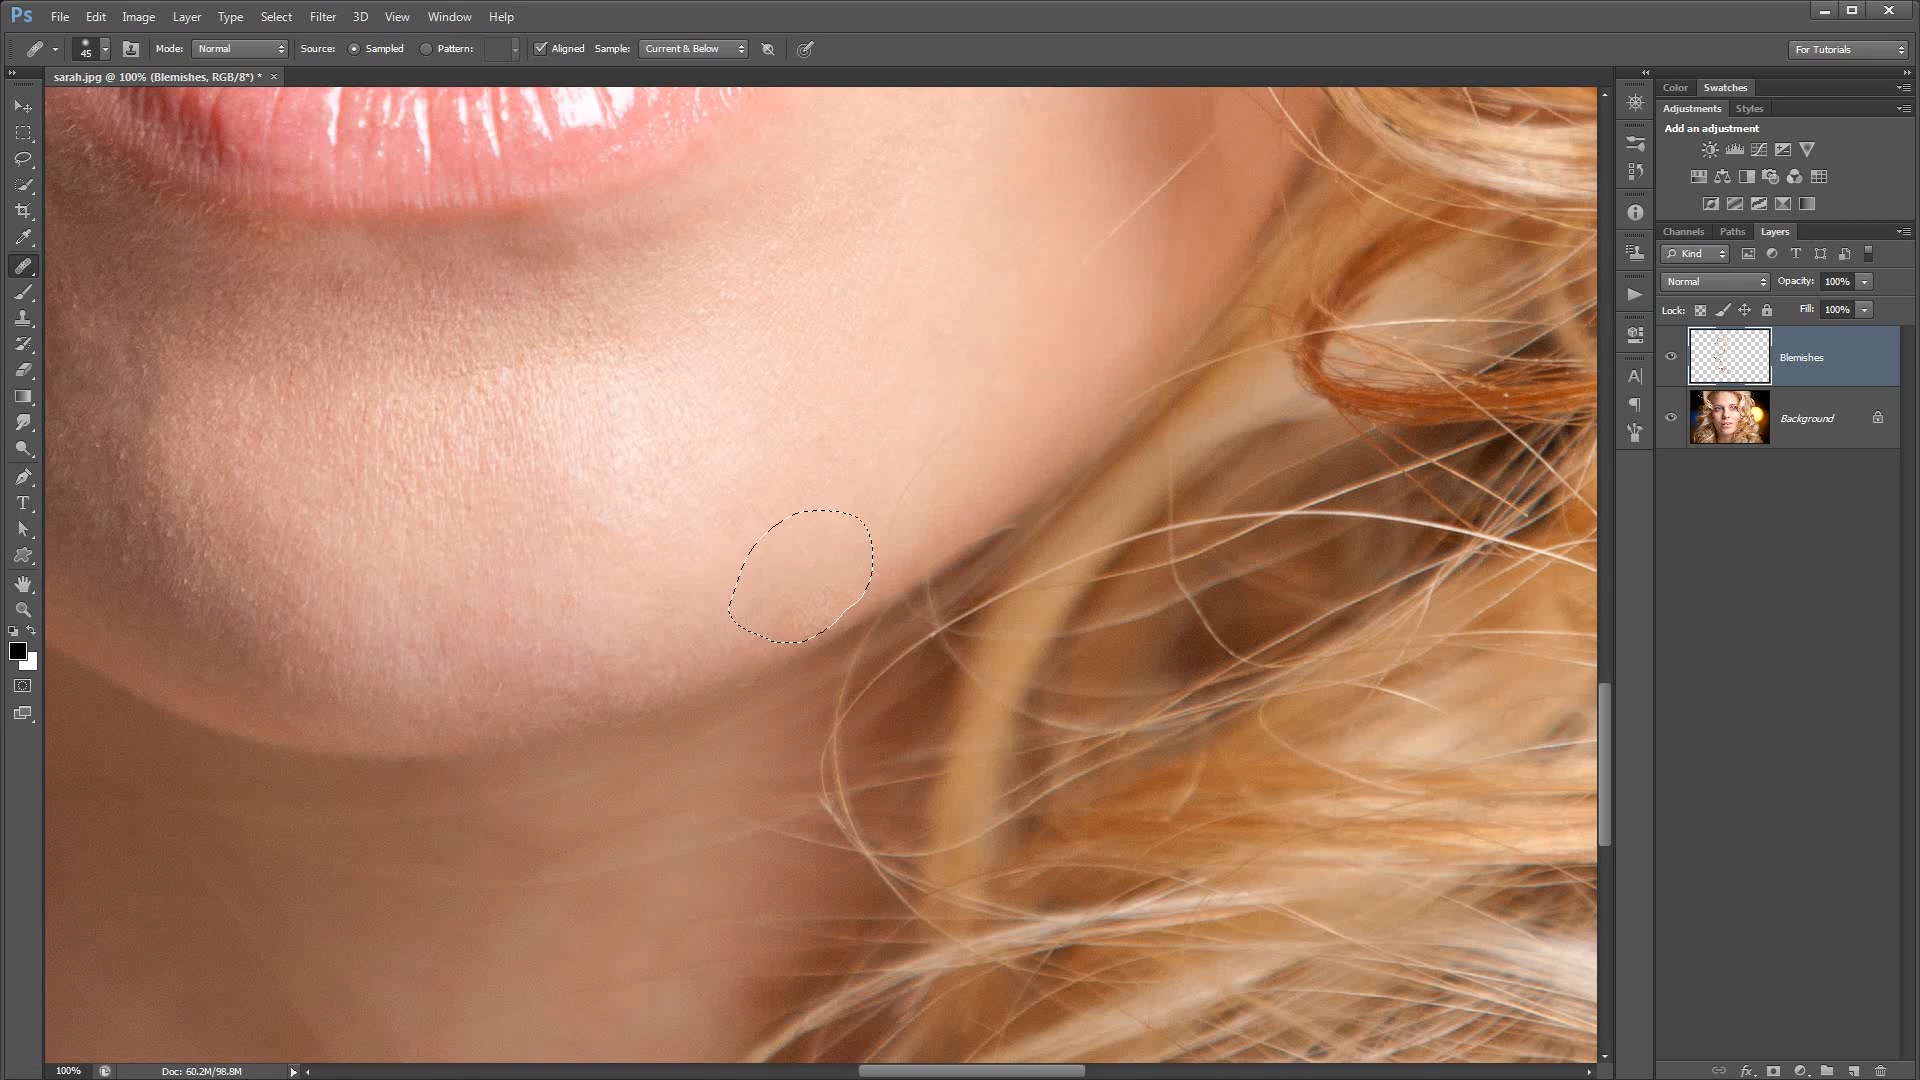 Ps File Edit Image Layer Type Select Filter 3D View Window Help
45 Mode: Normal Source: Sampled Pattern: Aligned Sample: Current & Below For Tutorials
sarah.jpg @ 100% (Blemishes, RGB/8*) * ×
Color Swatches
Adjustments Styles
Add an adjustment
Channels Paths Layers
Kind
Normal Opacity: 100%
Lock: Fill: 100%
Blemishes
Background
100% Doc: 60.2M/98.8M